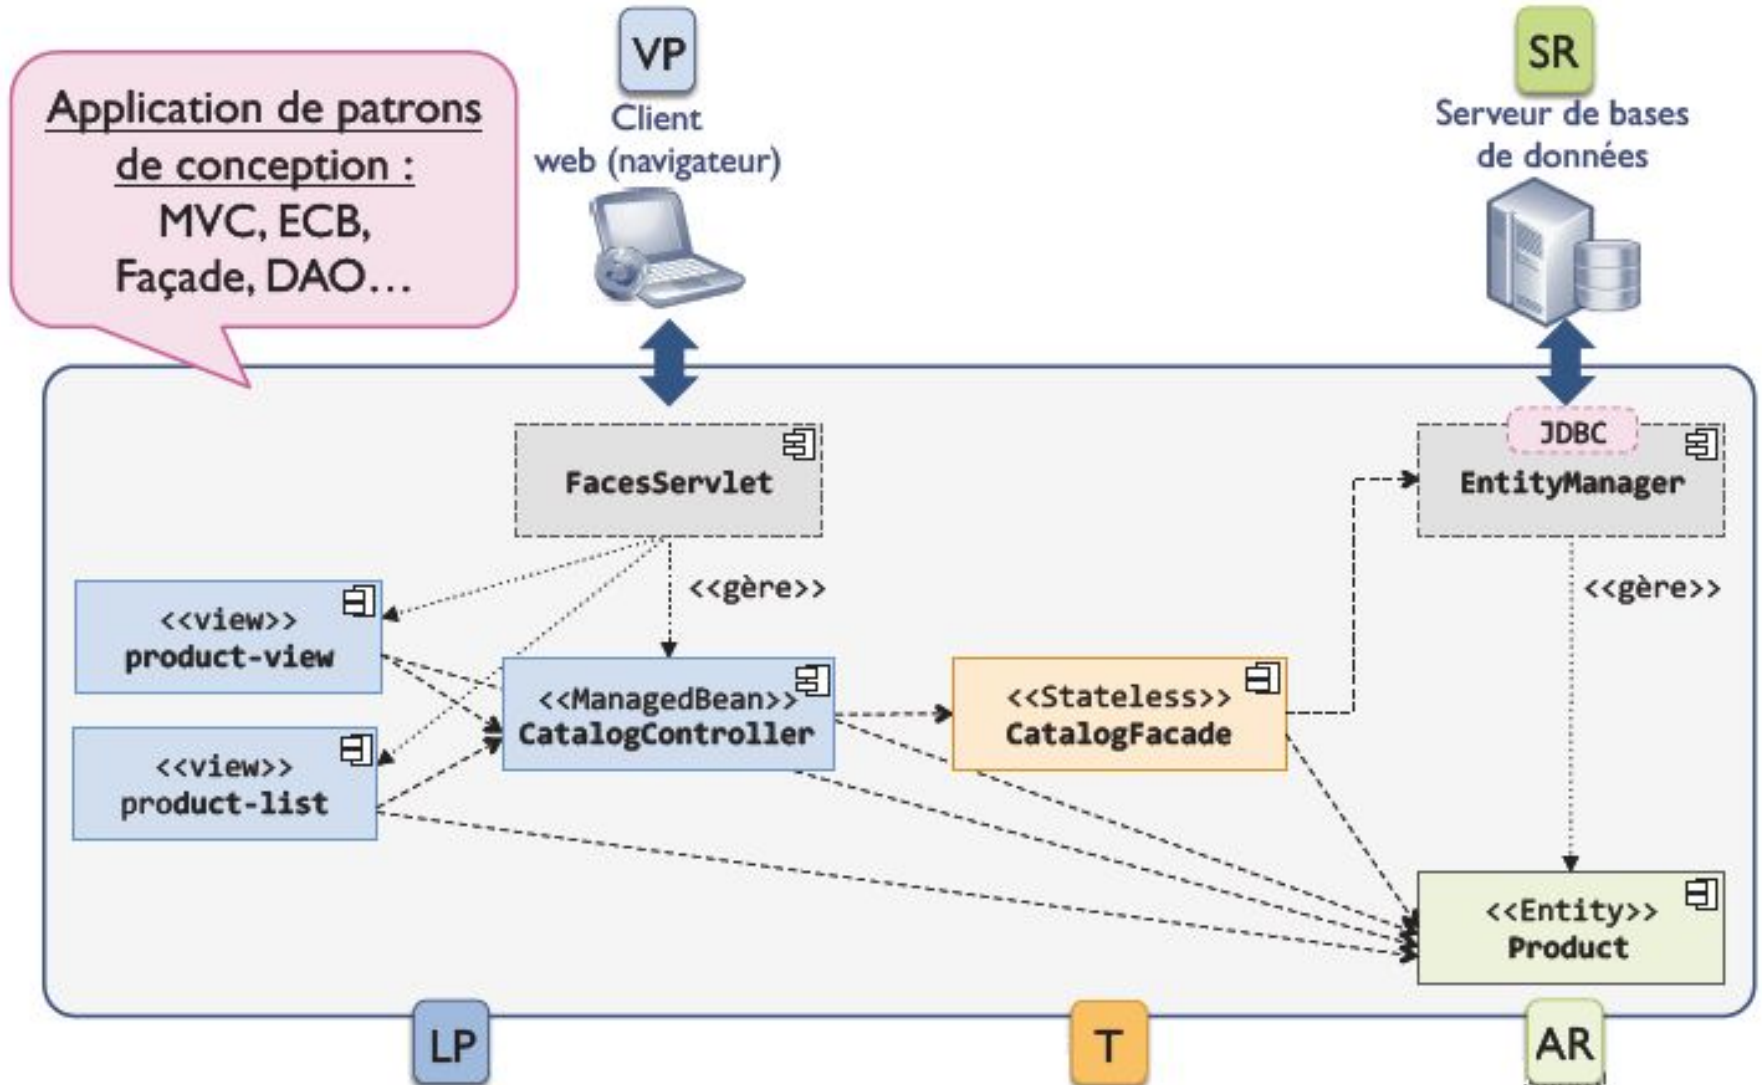 VP
SR
Application de patrons
de conception :
MVC, ECB,
Façade, DAO...
Client
web (navigateur)
Serveur de bases
de données
JDBC
FacesServlet
EntityManager
<<gère>>
<<gère>>
<<view>>
product-view
<<ManagedBean>>
CatalogController
<<Stateless>>
CatalogFacade
<<view>>
product-list
<<Entity>>
Product
LP
T
AR